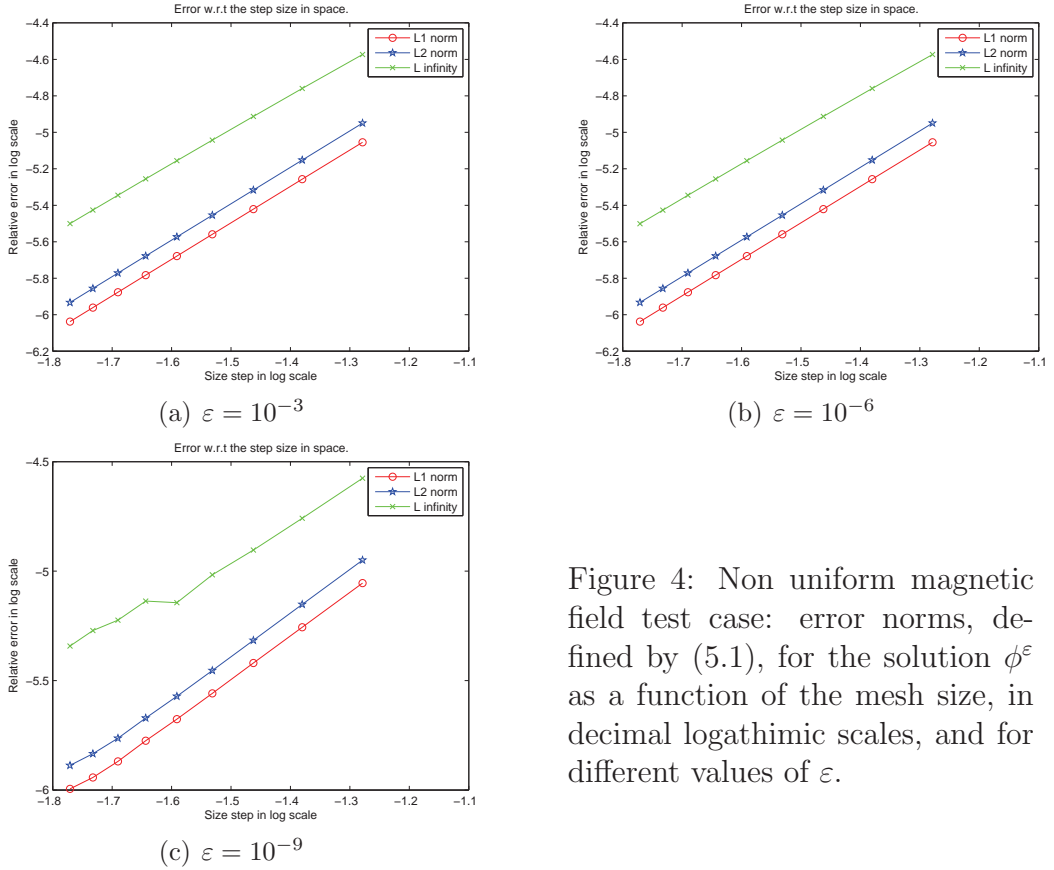 Error w.r.t the step size in space.
−4.4
−4.6
−4.8
−5
−5.2
−5.4
−5.6
−5.8
−6
−6.2
Relative error in log scale
L1 norm
L2 norm
L infinity
−1.8 −1.7 −1.6 −1.5 −1.4 −1.3 −1.2 −1.1
Size step in log scale
(a) ε = 10⁻³
Error w.r.t the step size in space.
−4.4
−4.6
−4.8
−5
−5.2
−5.4
−5.6
−5.8
−6
−6.2
Relative error in log scale
L1 norm
L2 norm
L infinity
−1.8 −1.7 −1.6 −1.5 −1.4 −1.3 −1.2 −1.1
Size step in log scale
(b) ε = 10⁻⁶
Error w.r.t the step size in space.
−4.5
−5
−5.5
−6
Relative error in log scale
L1 norm
L2 norm
L infinity
−1.8 −1.7 −1.6 −1.5 −1.4 −1.3 −1.2 −1.1
Size step in log scale
(c) ε = 10⁻⁹
Figure 4: Non uniform magnetic
field test case: error norms, de-
fined by (5.1), for the solution ϕ^ε
as a function of the mesh size, in
decimal logathimic scales, and for
different values of ε.